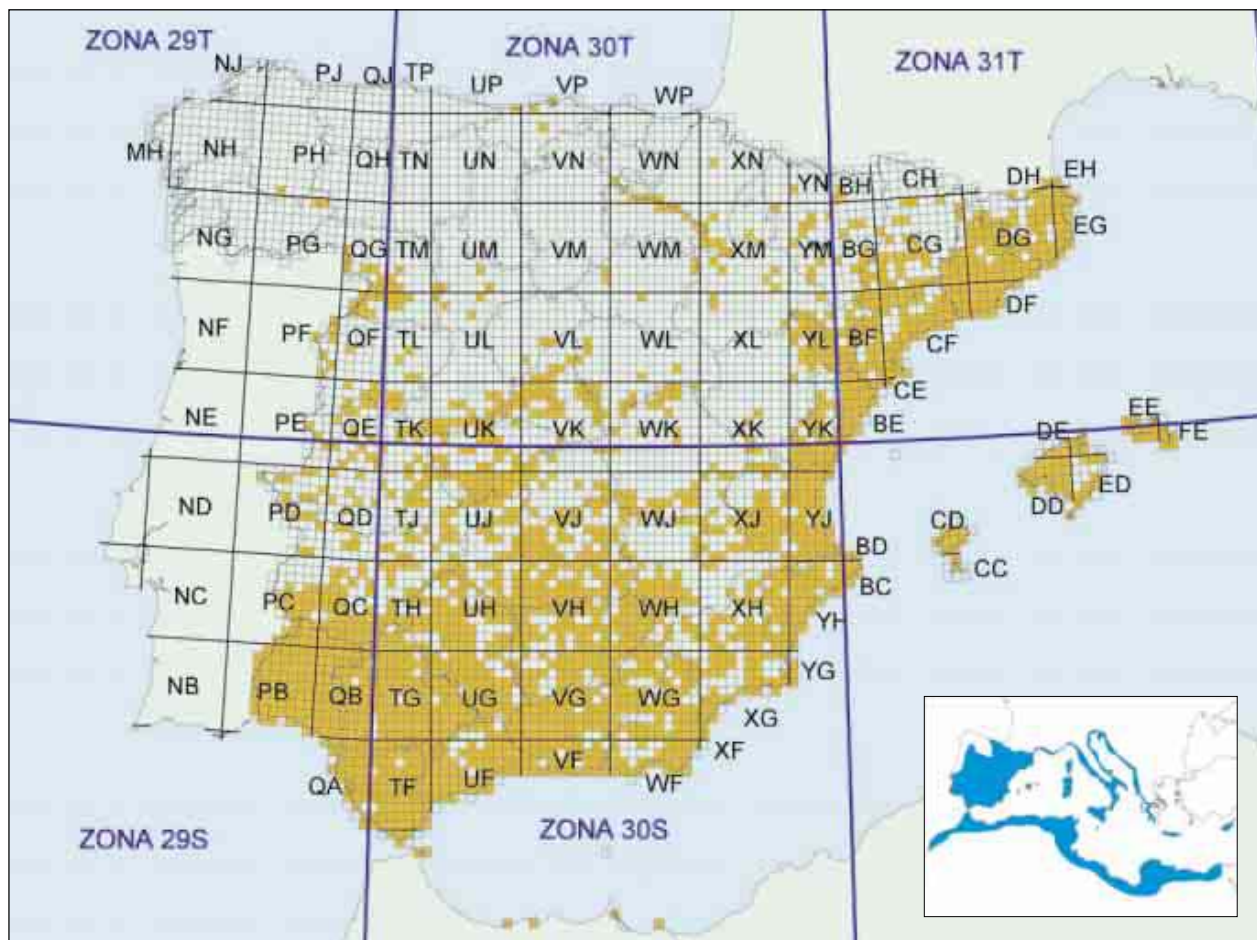 ZONA 29T
ZONA 30T
ZONA 31T
NJ PJ QJ TP UP VP WP
MH NH PH QH TN UN VN WN XN YN BH CH DH EH
NG PG QG TM UM VM WM XM YM BG CG DG EG
NF PF QF TL UL VL WL XL YL BF CF DF
NE PE QE TK UK VK WK XK YK BE CE DE EE FE
ND PD QD TJ UJ VJ WJ XJ YJ BD CD DD ED
NC PC QC TH UH VH WH XH YH BC CC
NB PB QB TG UG VG WG XG YG
QA TF UF VF WF XF
ZONA 29S
ZONA 30S